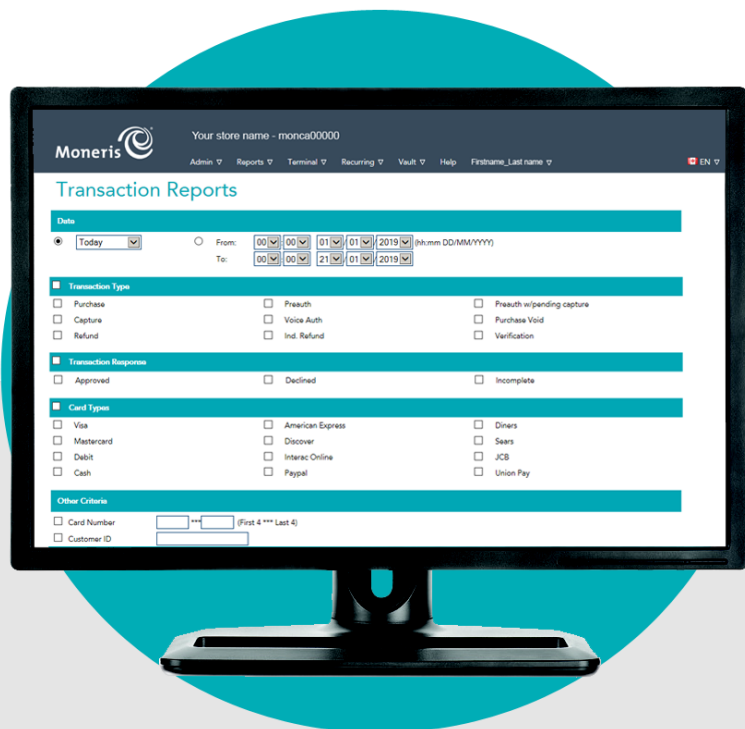 Moneris
Your store name - monca00000
Admin Reports Terminal Recurring Vault Help Firstname_Last name EN
Transaction Reports
Date
Today From: 00 : 00 01 / 01 / 2019 (hh:mm DD/MM/YYYY)
To: 00 00 21 01 / 2019
Transaction Type
Purchase Preauth Preauth w/pending capture
Capture Voice Auth Purchase Void
Refund Ind. Refund Verification
Transaction Response
Approved Declined Incomplete
Card Types
Visa American Express Diners
Mastercard Discover Sears
Debit Interac Online JCB
Cash Paypal Union Pay
Other Criteria
Card Number *** (First 4 *** Last 4)
Customer ID